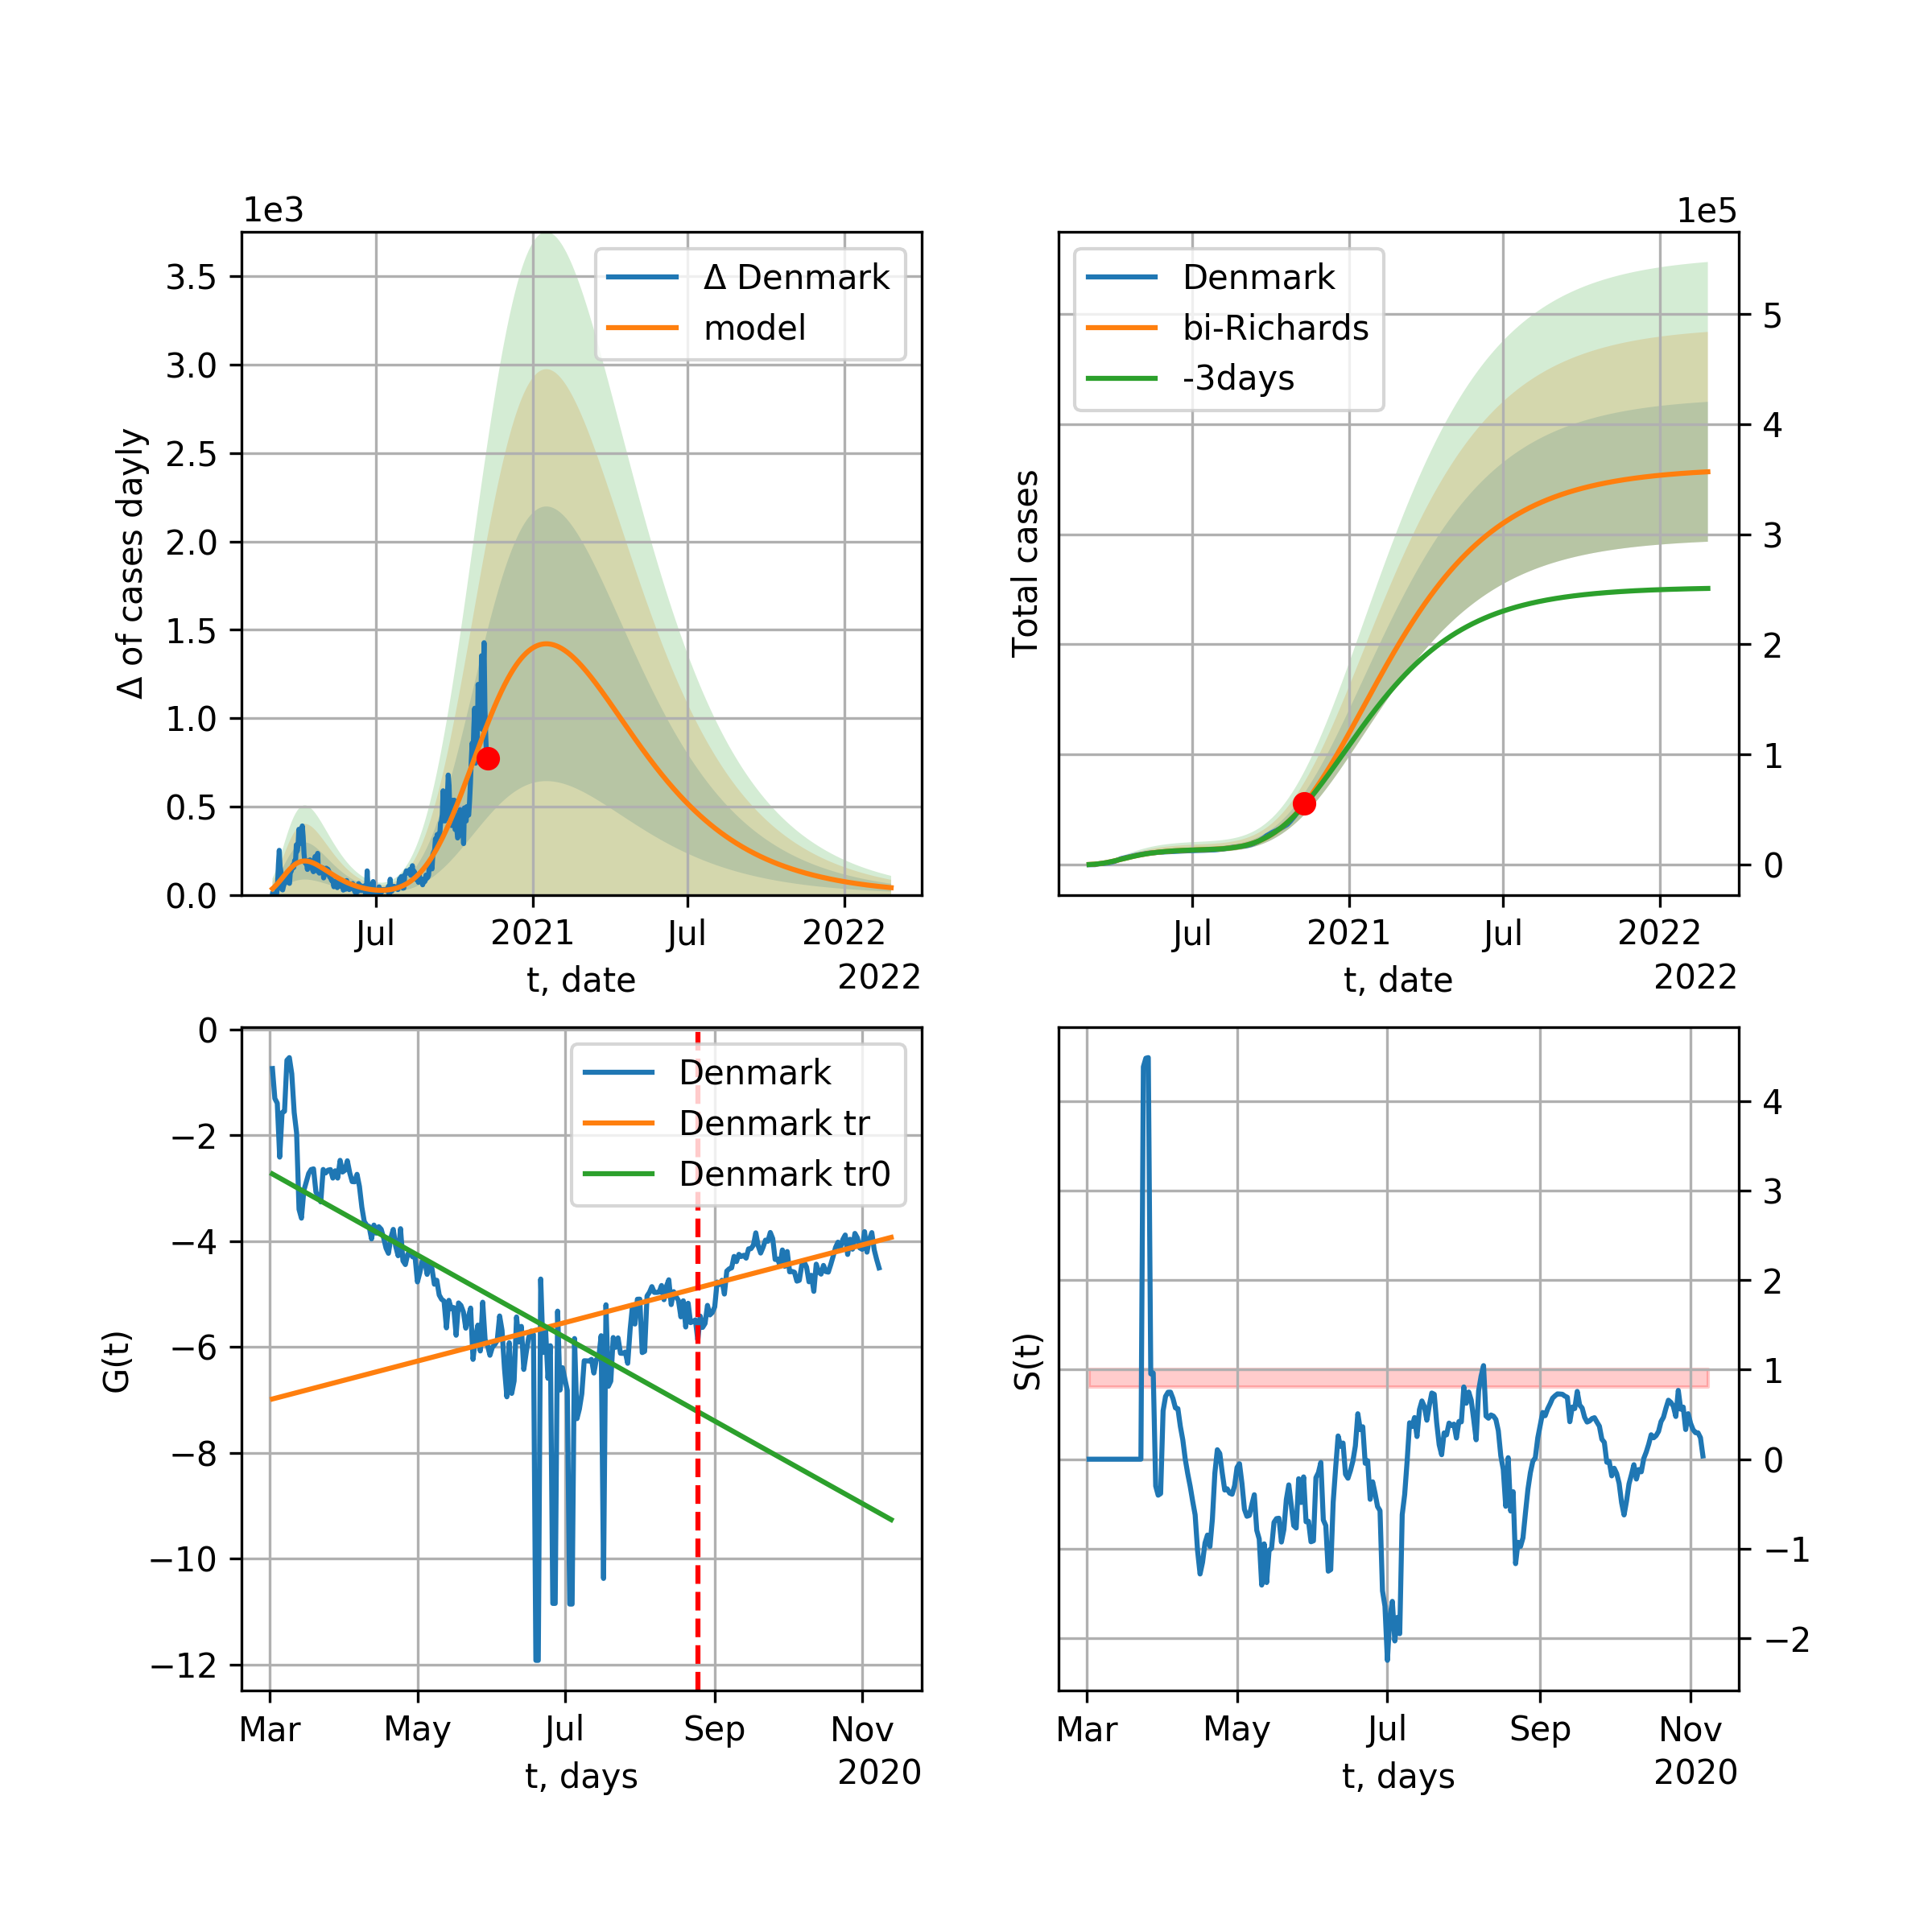 1e3
Δ of cases dayly
3.5
3.0
2.5
2.0
1.5
1.0
0.5
0.0
Δ Denmark
model
Jul
2021
Jul
2022
t, date
2022
1e5
Total cases
Denmark
bi-Richards
-3days
5
4
3
2
1
0
Jul
2021
Jul
2022
t, date
2022
G(t)
0
−2
−4
−6
−8
−10
−12
Denmark
Denmark tr
Denmark tr0
Mar
May
Jul
Sep
Nov
t, days
2020
S(t)
4
3
2
1
0
−1
−2
Mar
May
Jul
Sep
Nov
t, days
2020